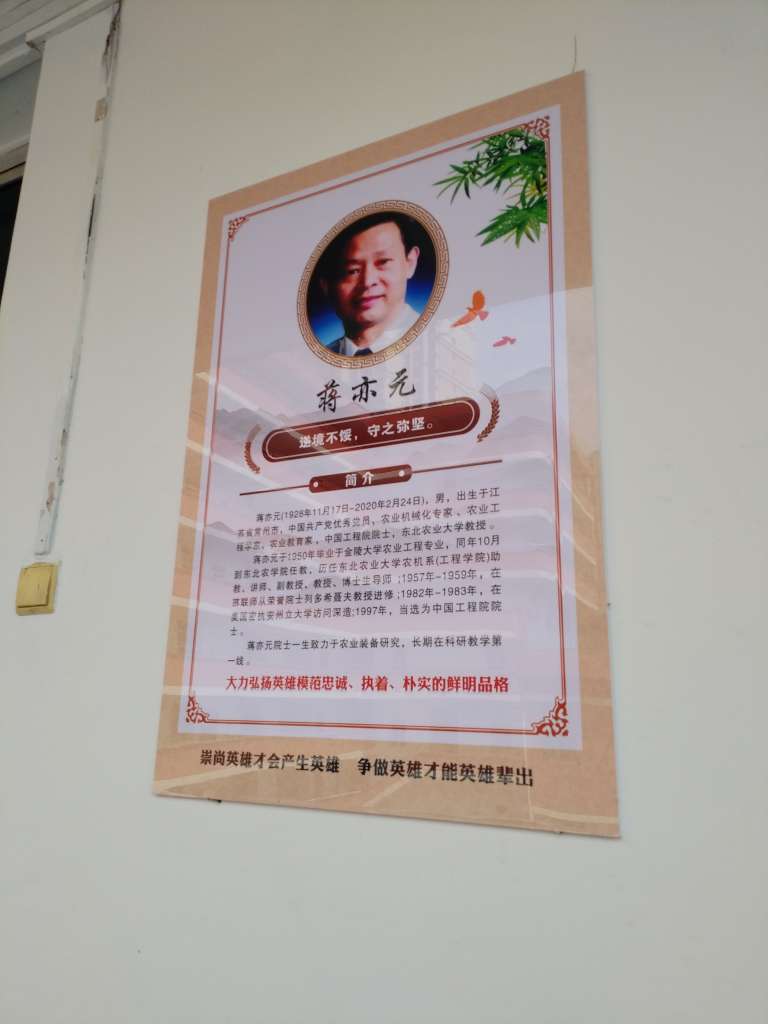 蒋亦元
逆境不馁，守之弥坚。
简介
蒋亦元(1928年11月17日-2020年2月24日)，男，出生于江
苏省常州市，中国共产党优秀党员，农业机械化专家、农业工
程学家、农业教育家，中国工程院院士，东北农业大学教授。
蒋亦元于1950年毕业于金陵大学农业工程专业，同年10月
到东北农学院任教，历任东北农业大学农机系(工程学院)助
教、讲师、副教授、教授、博士生导师；1957年-1959年，在
苏联师从荣誉院士列多希聂夫教授进修；1982年-1983年，在
美国密执安州立大学访问深造;1997年，当选为中国工程院院
士。
蒋亦元院士一生致力于农业装备研究，长期在科研教学第
一线。
大力弘扬英雄模范忠诚、执着、朴实的鲜明品格
崇尚英雄才会产生英雄 争做英雄才能英雄辈出